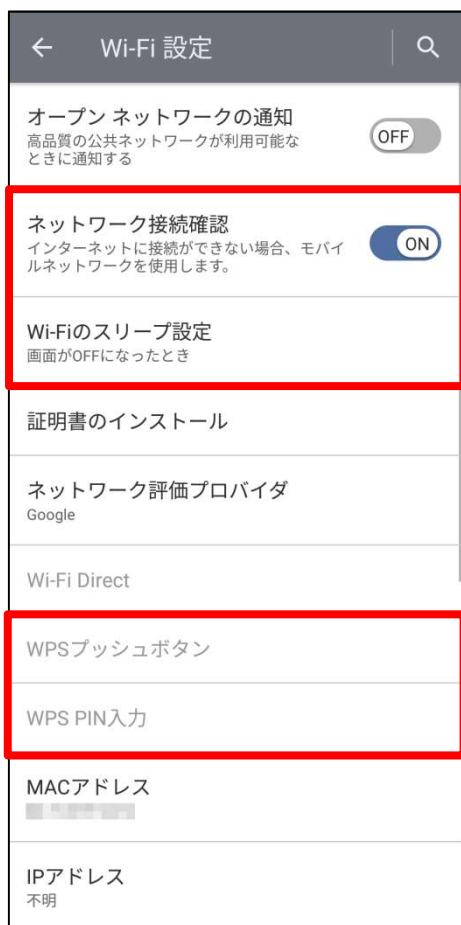 Wi-Fi 設定
オープン ネットワークの通知
高品質の公共ネットワークが利用可能な
ときに通知する
OFF
ネットワーク接続確認
インターネットに接続ができない場合、モバイ
ルネットワークを使用します。
ON
Wi-Fiのスリープ設定
画面がOFFになったとき
証明書のインストール
ネットワーク評価プロバイダ
Google
Wi-Fi Direct
WPSプッシュボタン
WPS PIN入力
MACアドレス
IPアドレス
不明